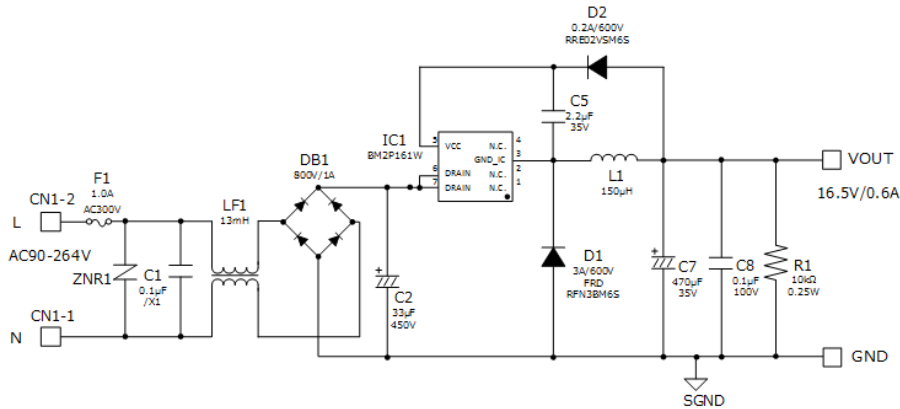 D2
0.2A/600V
RRE02VSM6S
C5
2.2µF
35V
IC1
BM2P161W
5
VCC
N.C.
4
GND_IC
3
6
DRAIN
N.C.
2
7
DRAIN
N.C.
1
L1
150µH
VOUT
16.5V/0.6A
DB1
800V/1A
F1
1.0A
AC300V
CN1-2
L
LF1
13mH
AC90-264V
ZNR1
C1
0.1µF
/X1
C2
33µF
450V
D1
3A/600V
FRD
RFN3BM6S
C7
470µF
35V
C8
0.1µF
100V
R1
10kΩ
0.25W
CN1-1
N
GND
SGND